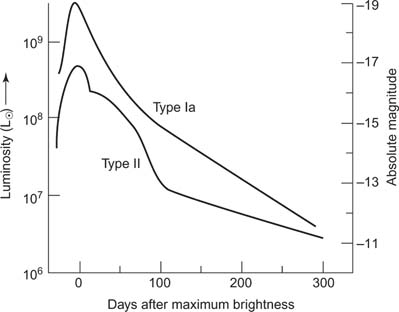 Luminosity (L☉) →
10⁹
10⁸
10⁷
10⁶
Type Ia
Type II
–19
–17
–15
–13
–11
Absolute magnitude
0 100 200 300
Days after maximum brightness